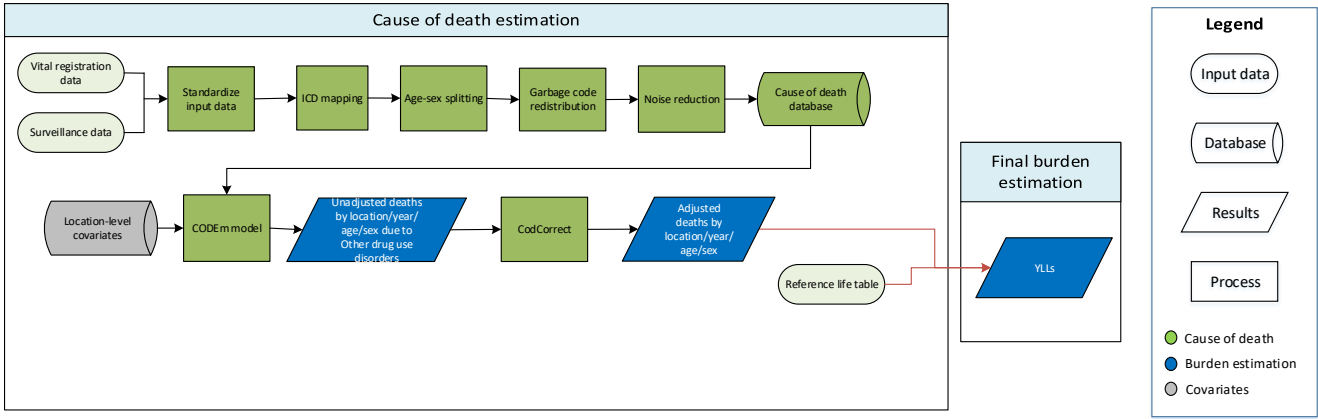 Cause of death estimation
Vital registration
data
Surveillance data
Standardize
input data
ICD mapping
Age-sex splitting
Garbage code
redistribution
Noise reduction
Cause of death
database
Location-level
covariates
CODEm model
Unadjusted deaths
by location/year/
age/sex due to
Other drug use
disorders
CodCorrect
Adjusted
deaths by
location/year/
age/sex
Reference life table
Final burden
estimation
YLLs
Legend
Input data
Database
Results
Process
Cause of death
Burden estimation
Covariates